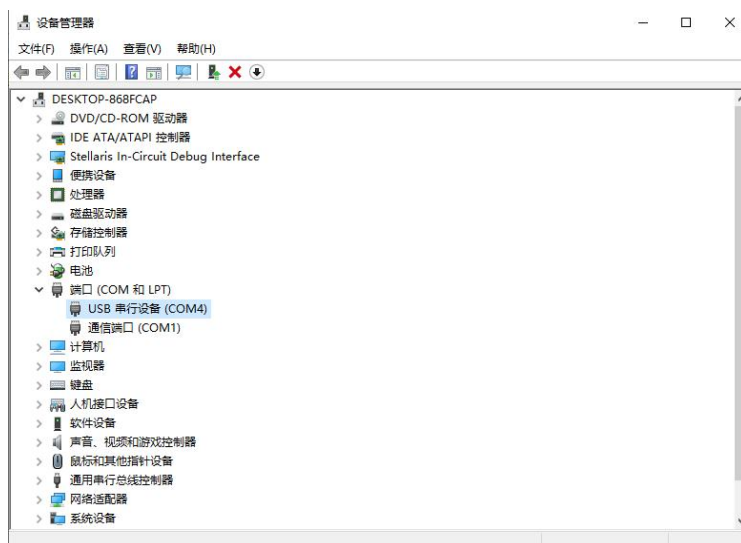 设备管理器
文件(F) 操作(A) 查看(V) 帮助(H)
DESKTOP-868FCAP
DVD/CD-ROM 驱动器
IDE ATA/ATAPI 控制器
Stellaris In-Circuit Debug Interface
便携设备
处理器
磁盘驱动器
存储控制器
打印队列
电池
端口 (COM 和 LPT)
USB 串行设备 (COM4)
通信端口 (COM1)
计算机
监视器
键盘
人机接口设备
软件设备
声音、视频和游戏控制器
鼠标和其他指针设备
通用串行总线控制器
网络适配器
系统设备